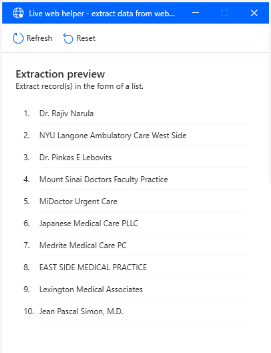 Live web helper - extract data from web...
Refresh Reset
Extraction preview
Extract record(s) in the form of a list.
1. Dr. Rajiv Narula
2. NYU Langone Ambulatory Care West Side
3. Dr. Pinkas E Lebovits
4. Mount Sinai Doctors Faculty Practice
5. MiDoctor Urgent Care
6. Japanese Medical Care PLLC
7. Medrite Medical Care PC
8. EAST SIDE MEDICAL PRACTICE
9. Lexington Medical Associates
10. Jean Pascal Simon, M.D.